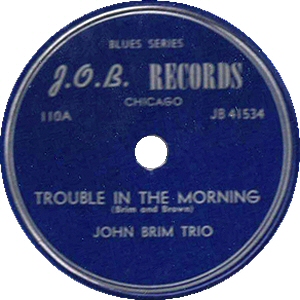 BLUES SERIES
J.O.B. RECORDS
CHICAGO
110A JB 41534
TROUBLE IN THE MORNING
(Brim and Brown)
JOHN BRIM TRIO